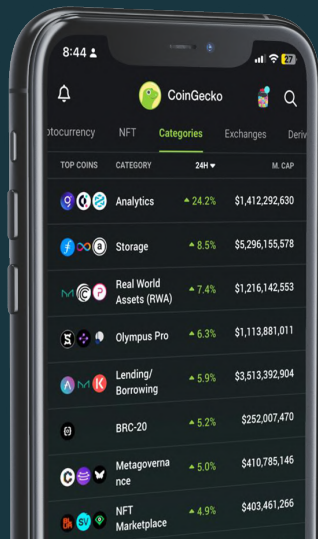 8:44
27
CoinGecko
ptocurrency NFT Categories Exchanges Deriv
TOP COINS CATEGORY 24H ▼ M. CAP
Analytics ▲ 24.2% $1,412,292,630
Storage ▲ 8.5% $5,296,155,578
Real World
Assets (RWA) ▲ 7.4% $1,216,142,553
Olympus Pro ▲ 6.3% $1,113,881,011
Lending/
Borrowing ▲ 5.9% $3,513,392,904
BRC-20 ▲ 5.2% $252,007,470
Metagoverna
nce ▲ 5.0% $410,785,146
NFT
Marketplace ▲ 4.9% $403,461,266